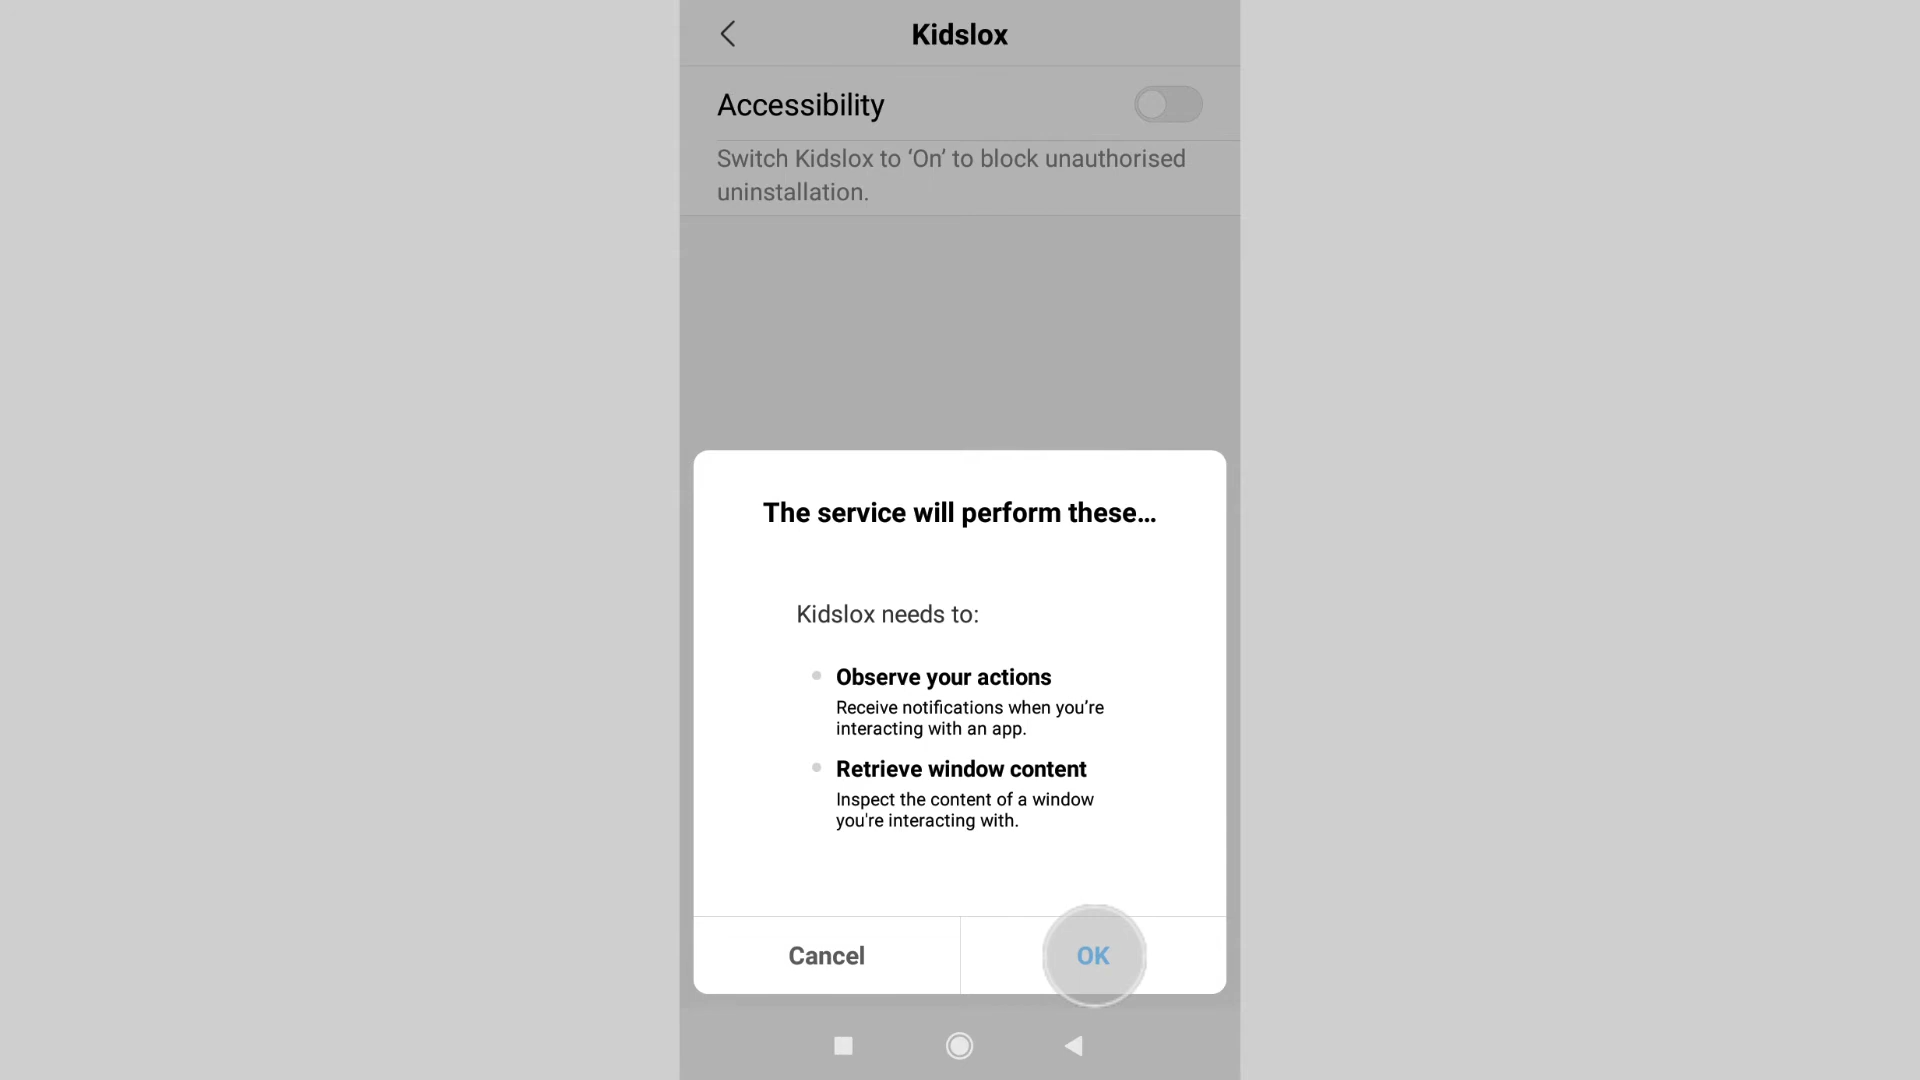 Kidslox
Accessibility
Switch Kidslox to ‘On’ to block unauthorised
uninstallation.
The service will perform these…
Kidslox needs to:
Observe your actions
Receive notifications when you’re
interacting with an app.
Retrieve window content
Inspect the content of a window
you're interacting with.
Cancel
OK